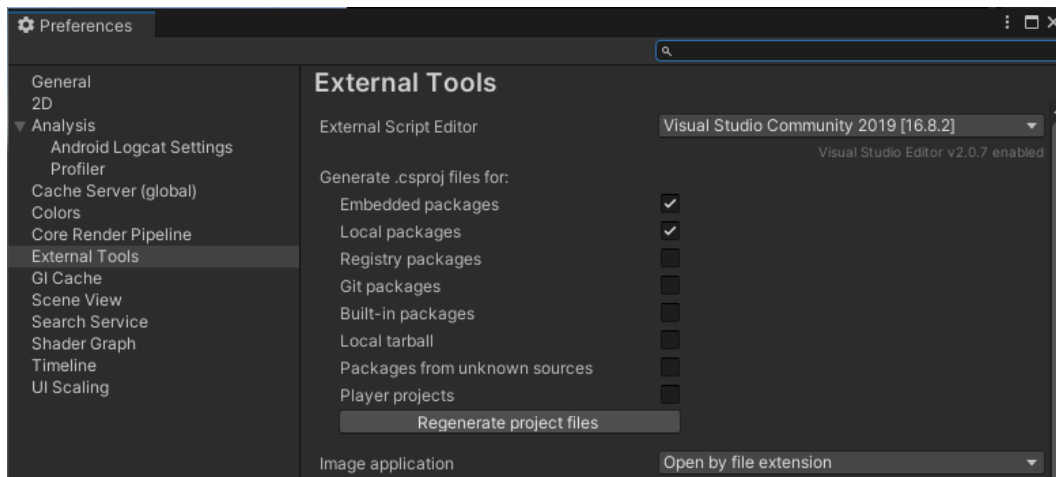 Preferences
General
2D
Analysis
Android Logcat Settings
Profiler
Cache Server (global)
Colors
Core Render Pipeline
External Tools
GI Cache
Scene View
Search Service
Shader Graph
Timeline
UI Scaling
External Tools
External Script Editor Visual Studio Community 2019 [16.8.2]
Visual Studio Editor v2.0.7 enabled
Generate .csproj files for:
Embedded packages
Local packages
Registry packages
Git packages
Built-in packages
Local tarball
Packages from unknown sources
Player projects
Regenerate project files
Image application Open by file extension